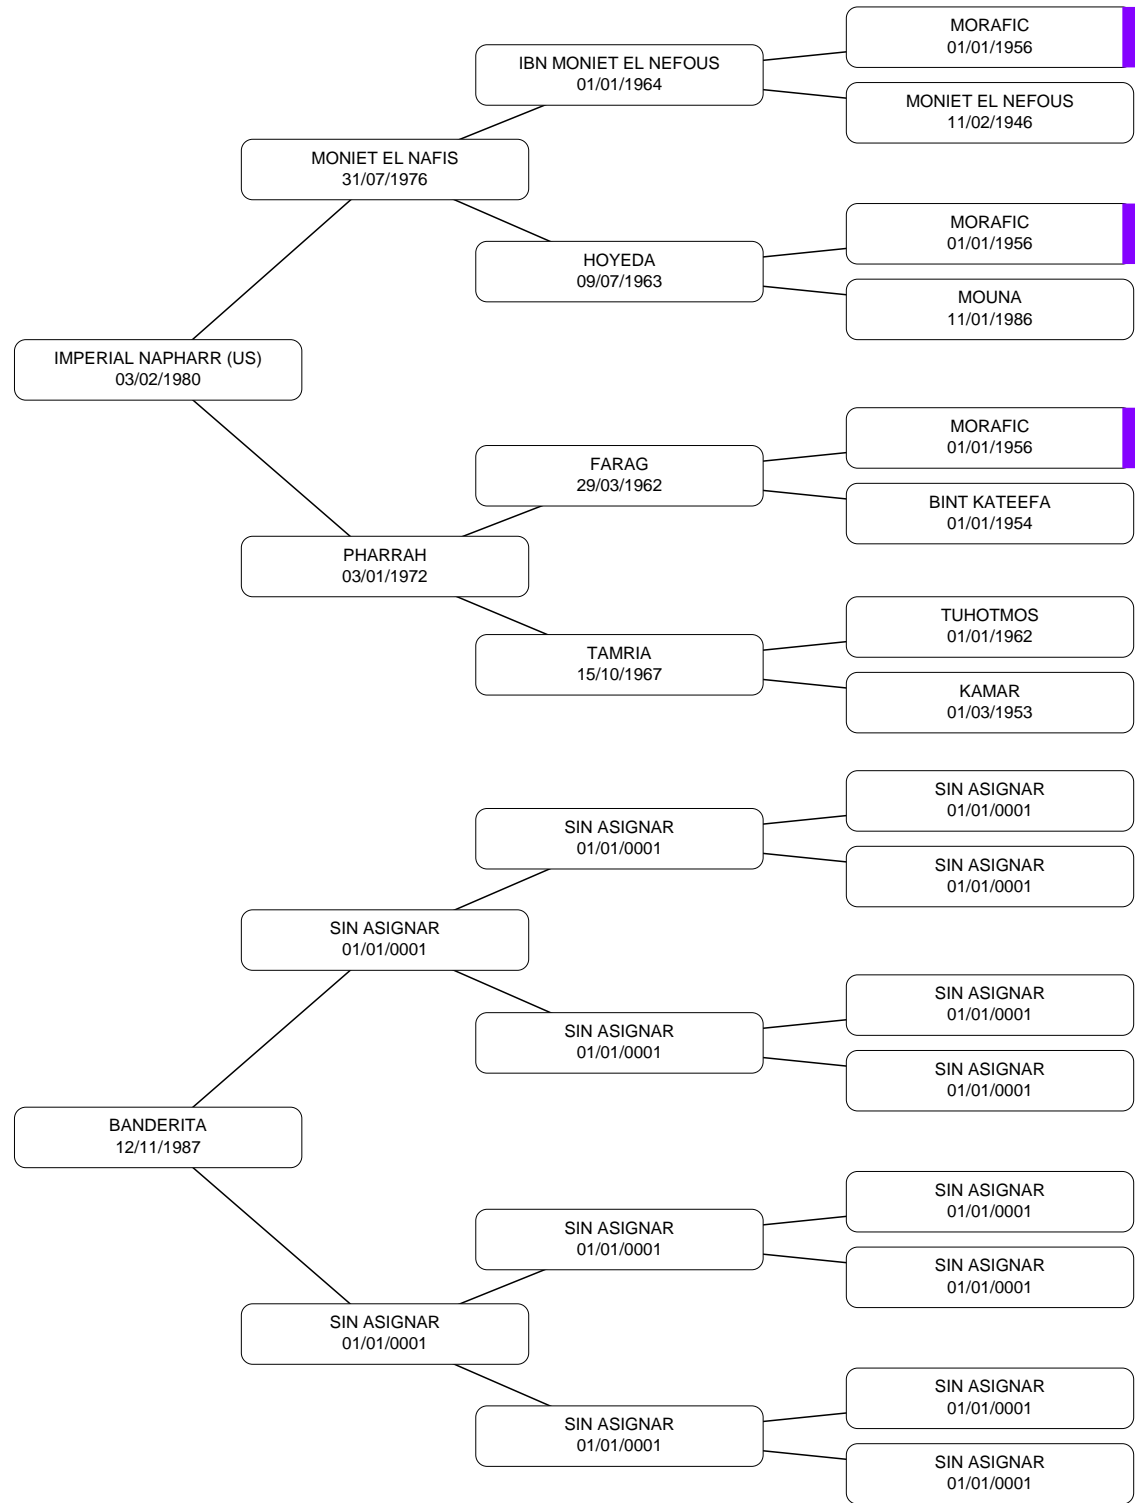 MORAFIC
01/01/1956
IBN MONIET EL NEFOUS
01/01/1964
MONIET EL NEFOUS
11/02/1946
MONIET EL NAFIS
31/07/1976
MORAFIC
01/01/1956
HOYEDA
09/07/1963
MOUNA
11/01/1986
IMPERIAL NAPHARR (US)
03/02/1980
MORAFIC
01/01/1956
FARAG
29/03/1962
BINT KATEEFA
01/01/1954
PHARRAH
03/01/1972
TUHOTMOS
01/01/1962
TAMRIA
15/10/1967
KAMAR
01/03/1953
SIN ASIGNAR
01/01/0001
SIN ASIGNAR
01/01/0001
SIN ASIGNAR
01/01/0001
SIN ASIGNAR
01/01/0001
SIN ASIGNAR
01/01/0001
SIN ASIGNAR
01/01/0001
SIN ASIGNAR
01/01/0001
BANDERITA
12/11/1987
SIN ASIGNAR
01/01/0001
SIN ASIGNAR
01/01/0001
SIN ASIGNAR
01/01/0001
SIN ASIGNAR
01/01/0001
SIN ASIGNAR
01/01/0001
SIN ASIGNAR
01/01/0001
SIN ASIGNAR
01/01/0001